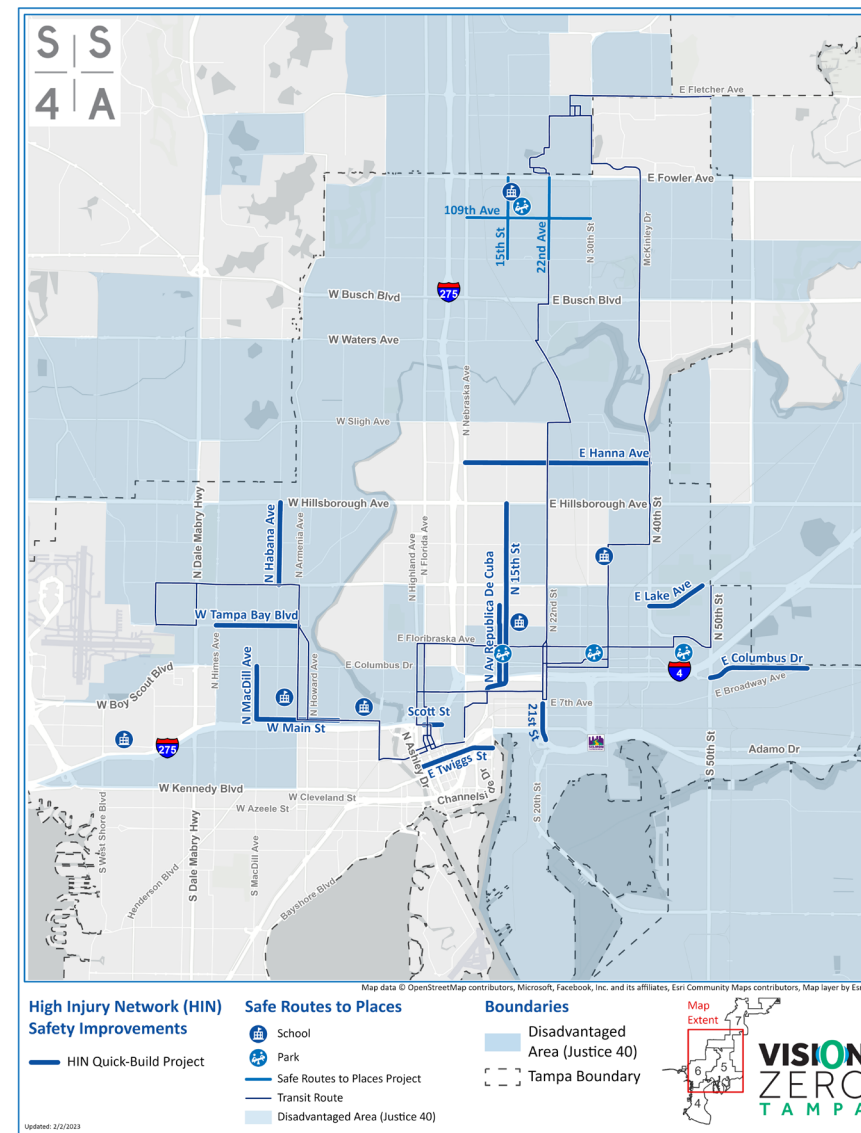 S S
4 A
E Fletcher Ave
E Fowler Ave
109th Ave
15th St
22nd Ave
N 30th St
McKinley Dr
275
W Busch Blvd
E Busch Blvd
W Waters Ave
N Nebraska Ave
W Sligh Ave
E Hanna Ave
W Hillsborough Ave
E Hillsborough Ave
N Dale Mabry Hwy
N Habana Ave
N Armenia Ave
N Highland Ave
N Florida Ave
N Av Republica De Cuba
N 15th St
N 22nd St
N 40th St
E Lake Ave
N 50th St
W Tampa Bay Blvd
E Floribraska Ave
N Himes Ave
N MacDill Ave
N Howard Ave
E Columbus Dr
E Columbus Dr
4
E Broadway Ave
W Boy Scout Blvd
Scott St
E 7th Ave
21st St
W Main St
275
N Ashley Dr
E Twiggs St
Adamo Dr
S 50th St
W Kennedy Blvd
W Cleveland St
W Azeele St
Channelside Dr
S 20th St
S West Shore Blvd
Henderson Blvd
S Dale Mabry Hwy
S MacDill Ave
Bayshore Blvd
Map data © OpenStreetMap contributors, Microsoft, Facebook, Inc. and its affiliates, Esri Community Maps contributors, Map layer by Esr
High Injury Network (HIN)
Safety Improvements
HIN Quick-Build Project
Safe Routes to Places
School
Park
Safe Routes to Places Project
Transit Route
Disadvantaged Area (Justice 40)
Boundaries
Disadvantaged
Area (Justice 40)
Tampa Boundary
Map
Extent
7
6
5
4
VISION
ZERO
TAMPA
Updated: 2/2/2023